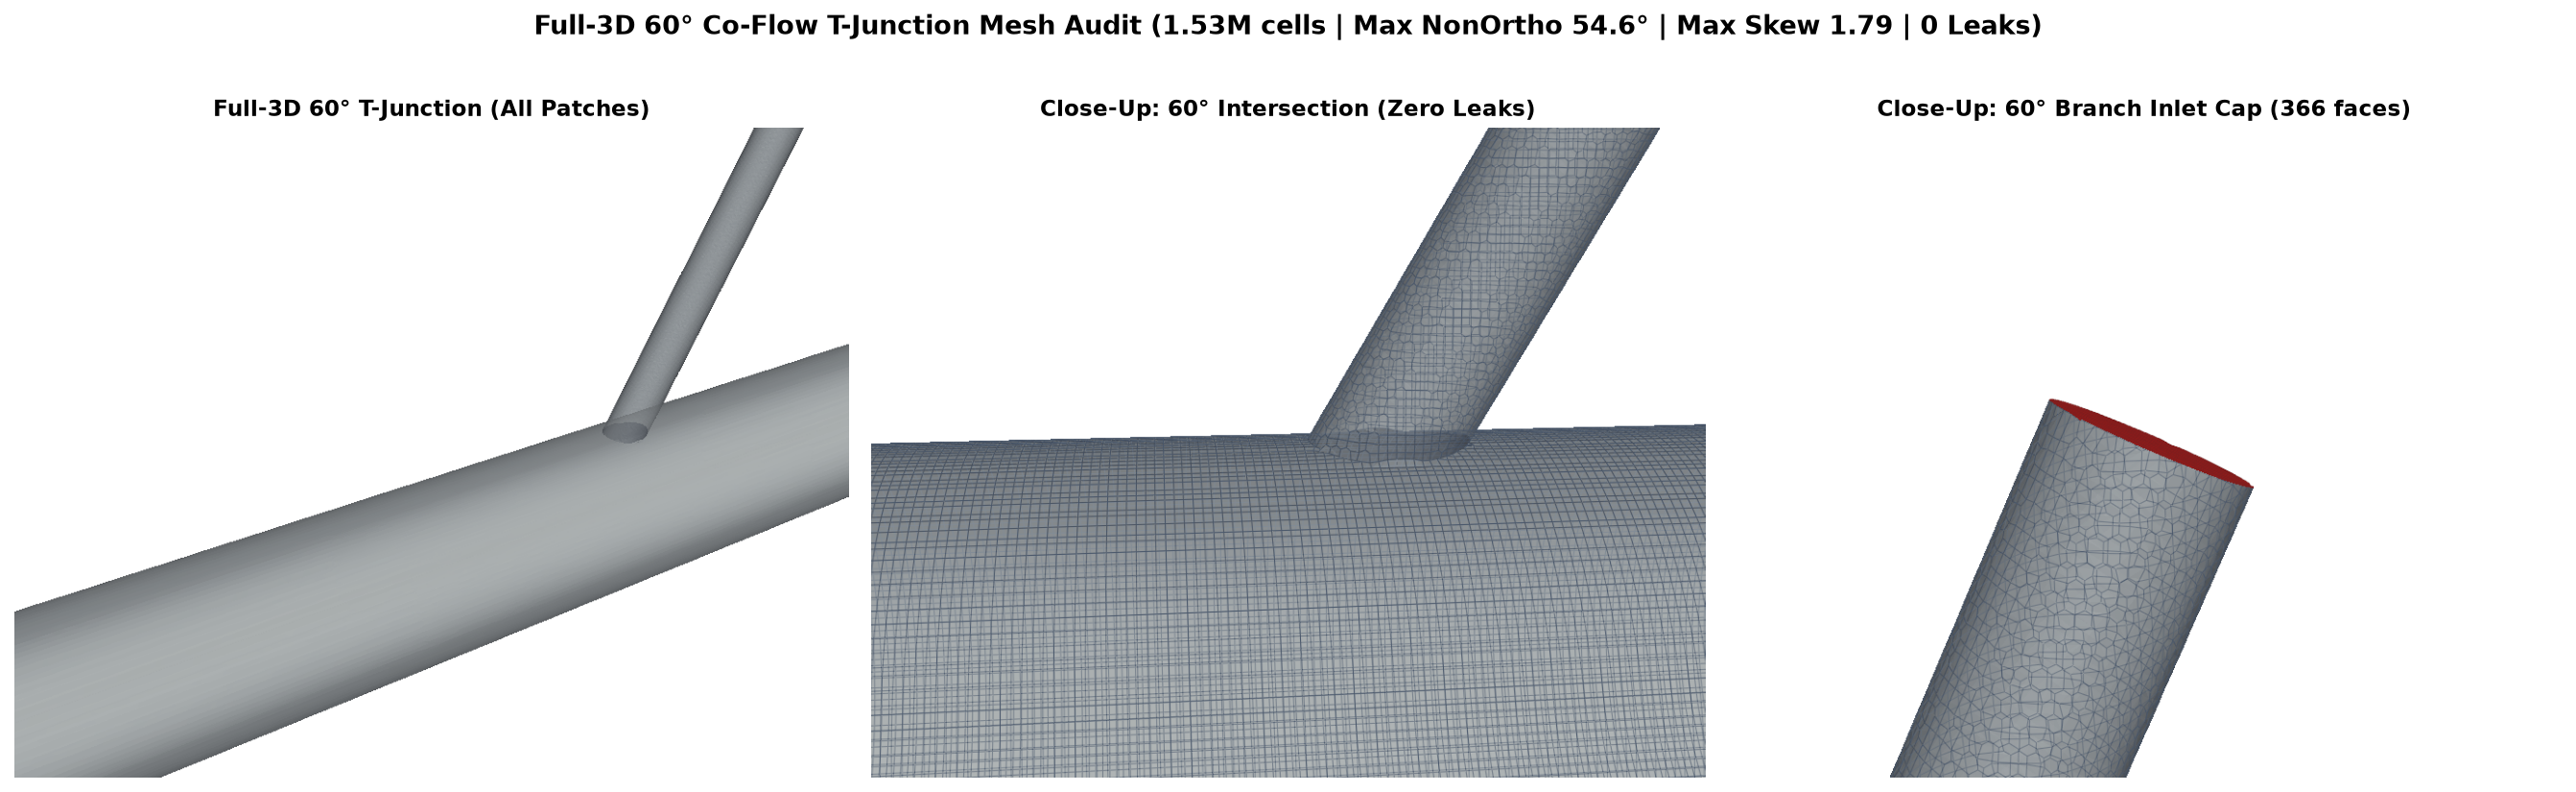 Full-3D 60° Co-Flow T-Junction Mesh Audit (1.53M cells | Max NonOrtho 54.6° | Max Skew 1.79 | 0 Leaks)
Full-3D 60° T-Junction (All Patches)
Close-Up: 60° Intersection (Zero Leaks)
Close-Up: 60° Branch Inlet Cap (366 faces)